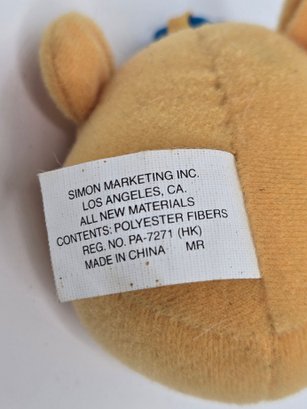 SIMON MARKETING INC.
LOS ANGELES, CA.
ALL NEW MATERIALS
CONTENTS: POLYESTER FIBERS
REG. NO. PA-7271 (HK)
MADE IN CHINA MR